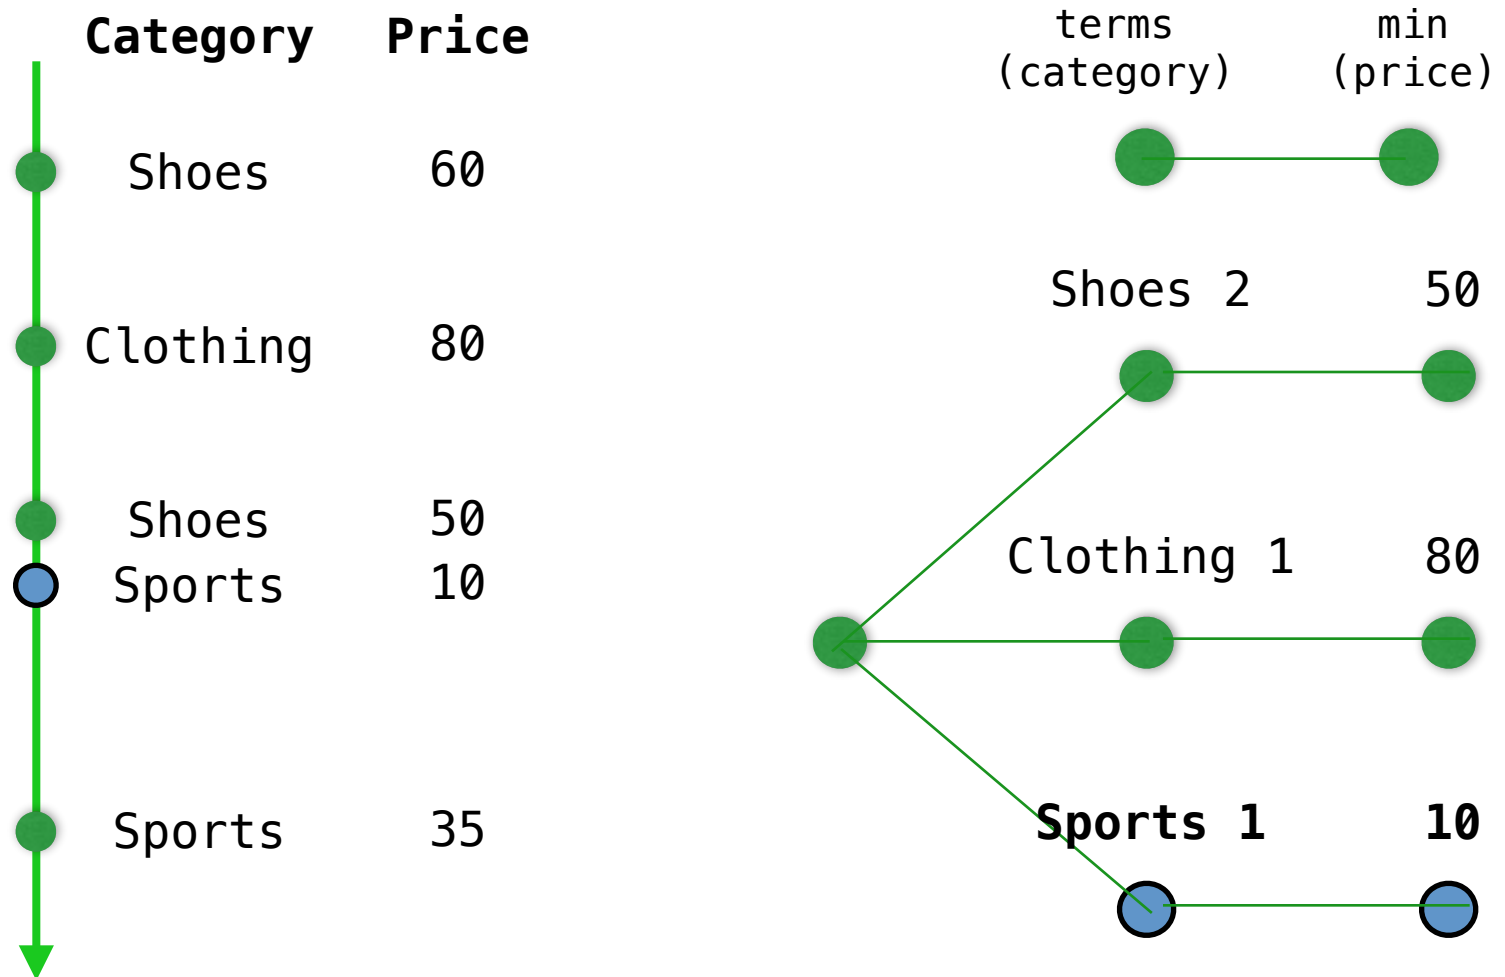 Category Price
Shoes 60
Clothing 80
Shoes 50
Sports 10
Sports 35
terms min
(category) (price)
Shoes 2 50
Clothing 1 80
Sports 1 10